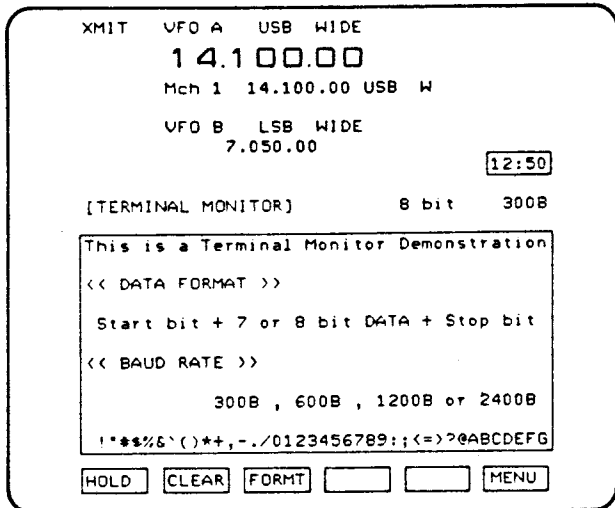 XMIT VFO A USB WIDE
14.100.00
Mch 1 14.100.00 USB W
VFO B LSB WIDE
7.050.00
12:50
[TERMINAL MONITOR] 8 bit 300B
This is a Terminal Monitor Demonstration
<< DATA FORMAT >>
Start bit + 7 or 8 bit DATA + Stop bit
<< BAUD RATE >>
300B , 600B , 1200B or 2400B
!"#$%&`()*+,-./0123456789:;<=>?@ABCDEFG
HOLD CLEAR FORMT MENU